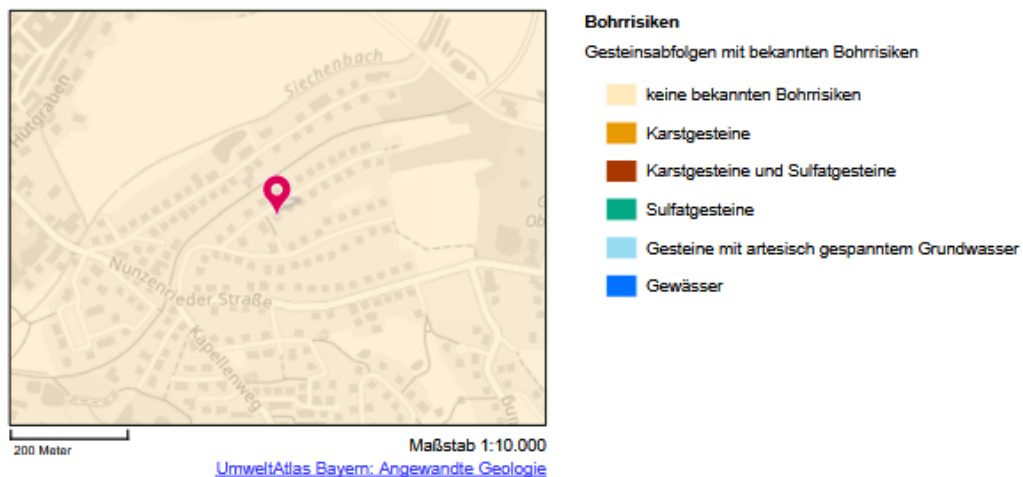 Siechenbach
Hütgraben
Nunzenrieder Straße
Kapellenweg
200 Meter
Maßstab 1:10.000
UmweltAtlas Bayern: Angewandte Geologie
Bohrrisiken
Gesteinsabfolgen mit bekannten Bohrrisiken
keine bekannten Bohrrisiken
Karstgesteine
Karstgesteine und Sulfatgesteine
Sulfatgesteine
Gesteine mit artesisch gespanntem Grundwasser
Gewässer